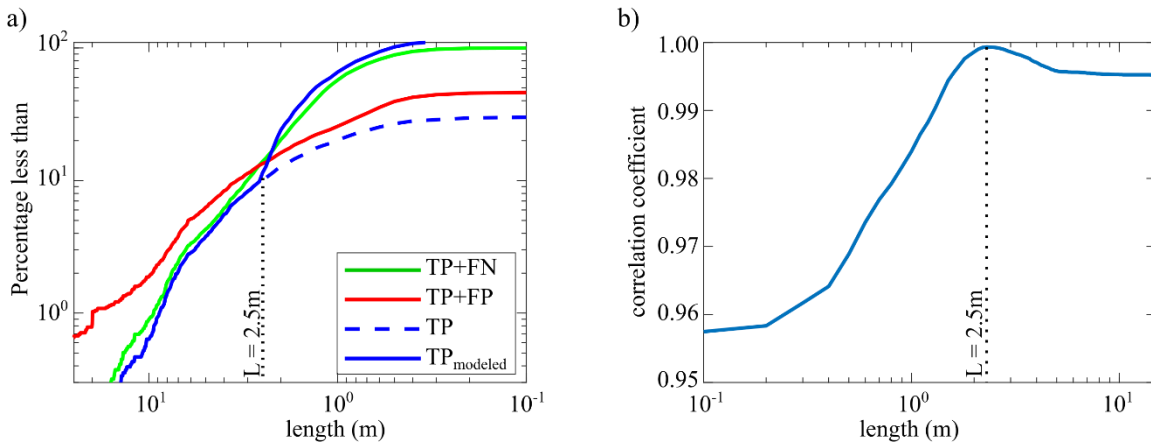 a)
Percentage less than
10²
10¹
10⁰
L = 2.5m
TP+FN
TP+FP
TP
TPmodeled
10¹
10⁰
10⁻¹
length (m)
b)
correlation coefficient
1.00
0.99
0.98
0.97
0.96
0.95
L = 2.5m
10⁻¹
10⁰
10¹
length (m)